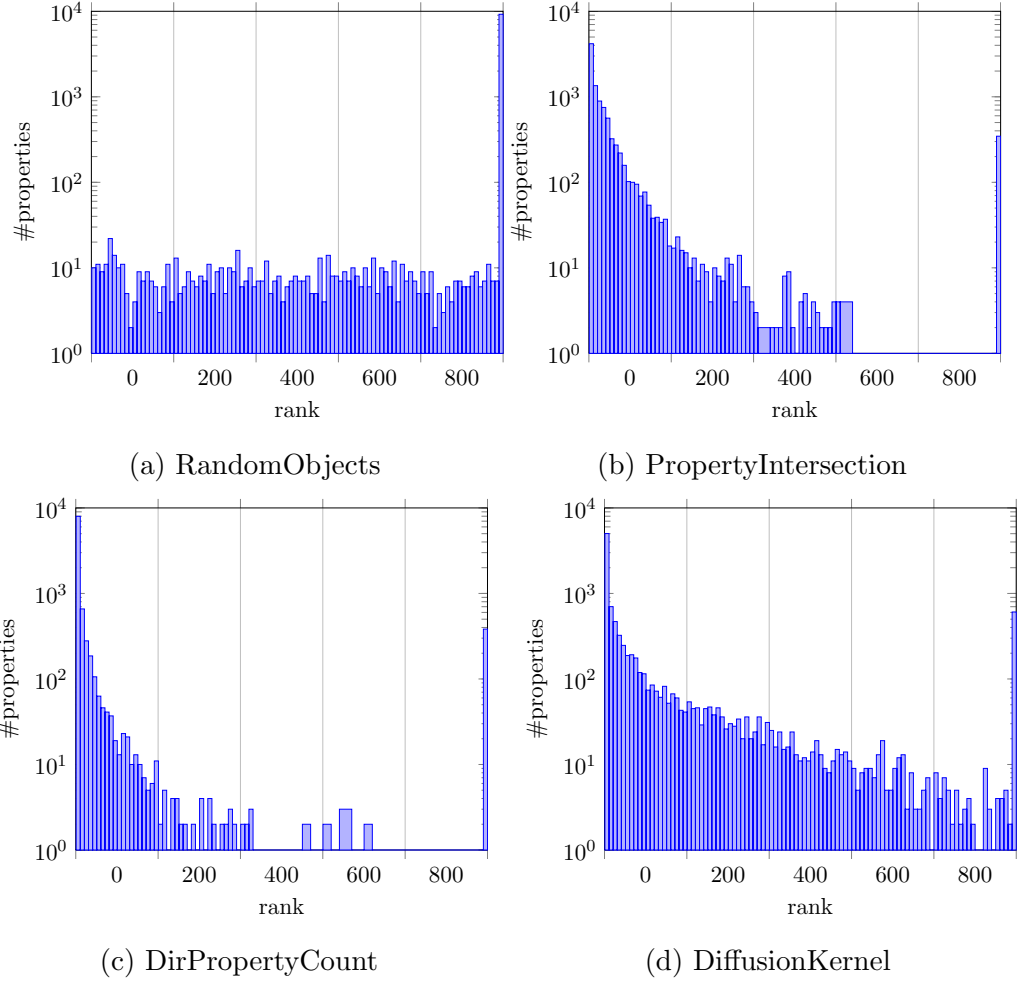 10^4
10^3
10^2
10^1
10^0
#properties
0 200 400 600 800
rank
(a) RandomObjects
10^4
10^3
10^2
10^1
10^0
#properties
0 200 400 600 800
rank
(b) PropertyIntersection
10^4
10^3
10^2
10^1
10^0
#properties
0 200 400 600 800
rank
(c) DirPropertyCount
10^4
10^3
10^2
10^1
10^0
#properties
0 200 400 600 800
rank
(d) DiffusionKernel